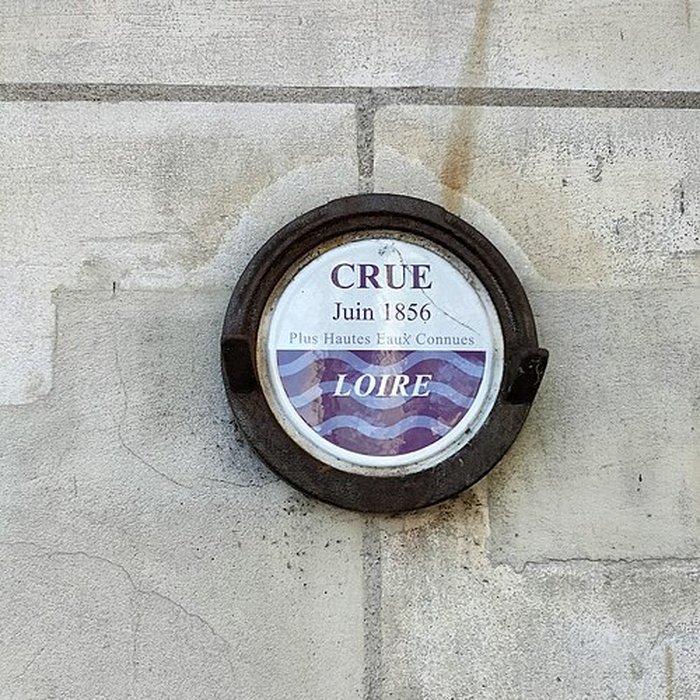 CRUE
Juin 1856
Plus Hautes Eaux Connues
LOIRE